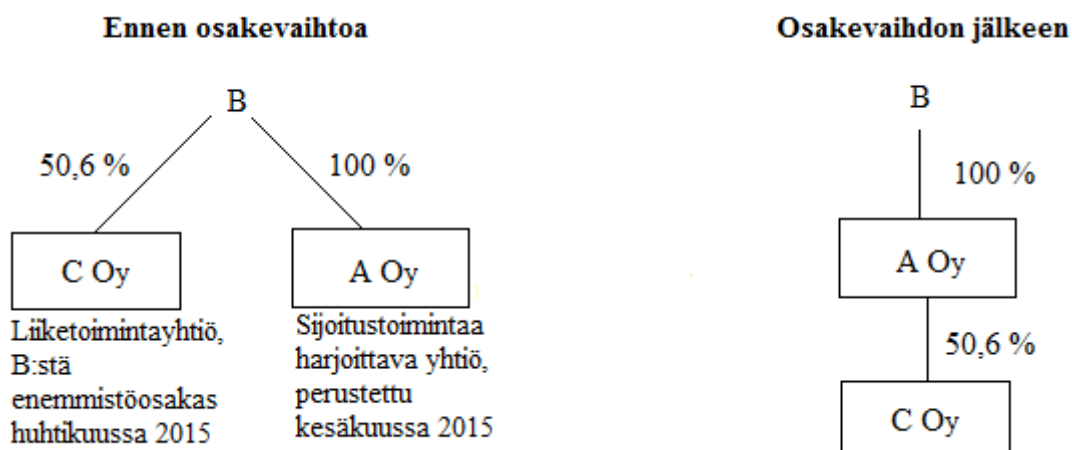 Ennen osakevaihtoa
B
50,6 %
100 %
C Oy
A Oy
Liiketoimintayhtiö,
B:stä
enemmistöosakas
huhtikuussa 2015
Sijoitustoimintaa
harjoittava yhtiö,
perustettu
kesäkuussa 2015
Osakevaihdon jälkeen
B
100 %
A Oy
50,6 %
C Oy